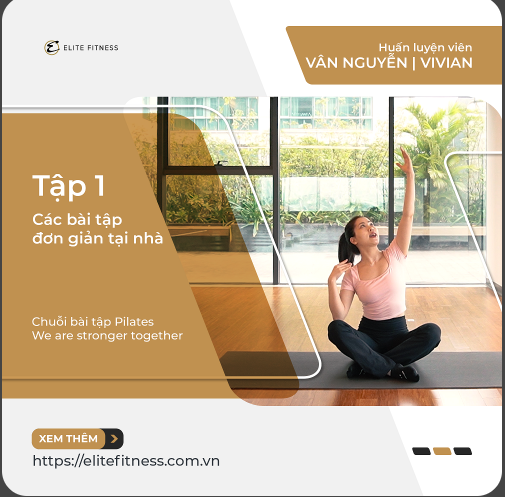 ELITE FITNESS
Huấn luyện viên
VÂN NGUYỄN | VIVIAN
Tập 1
Các bài tập
đơn giản tại nhà
Chuỗi bài tập Pilates
We are stronger together
XEM THÊM
https://elitefitness.com.vn